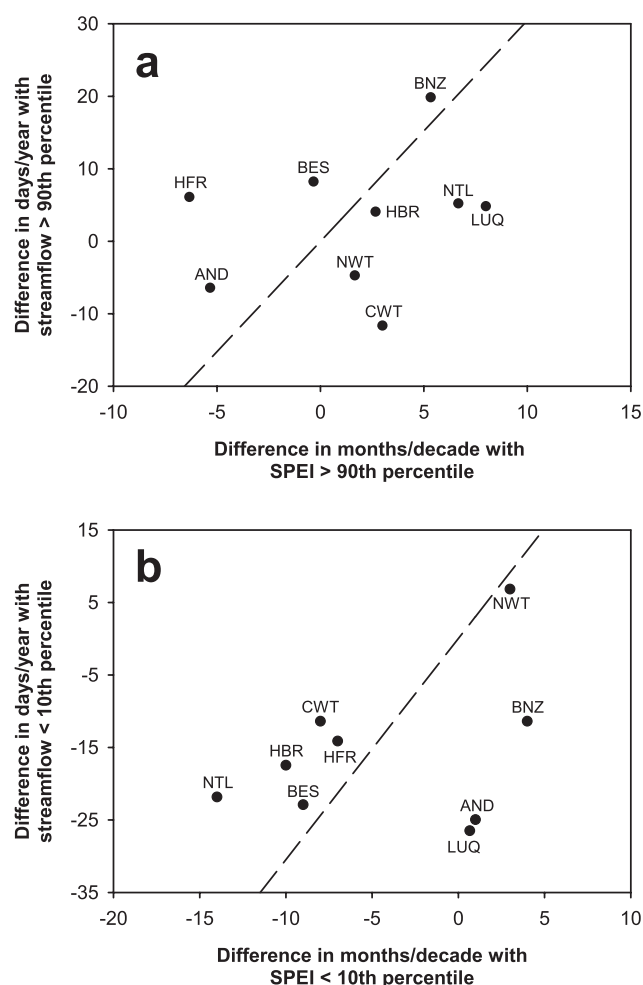 a
Difference in days/year with
streamflow > 90th percentile
30
20
10
0
-10
-20
BNZ
BES
HFR
NTL
HBR
LUQ
AND
NWT
CWT
-10
-5
0
5
10
15
Difference in months/decade with
SPEI > 90th percentile
b
Difference in days/year with
streamflow < 10th percentile
15
5
-5
-15
-25
-35
NWT
CWT
BNZ
HBR
HFR
NTL
BES
AND
LUQ
-20
-15
-10
-5
0
5
10
Difference in months/decade with
SPEI < 10th percentile